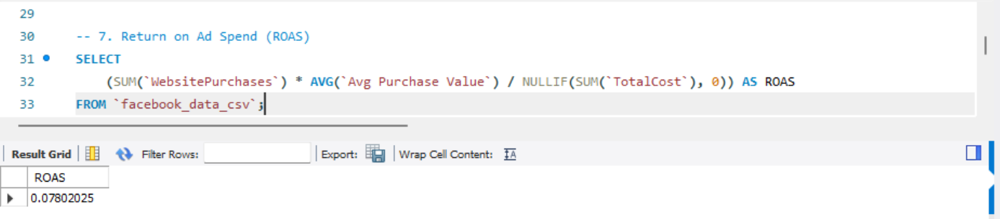 29
30 -- 7. Return on Ad Spend (ROAS)
31 SELECT
32 (SUM(`WebsitePurchases`) * AVG(`Avg Purchase Value`) / NULLIF(SUM(`TotalCost`), 0)) AS ROAS
33 FROM `facebook_data_csv`;
Result Grid Filter Rows: Export: Wrap Cell Content: IA
ROAS
0.07802025